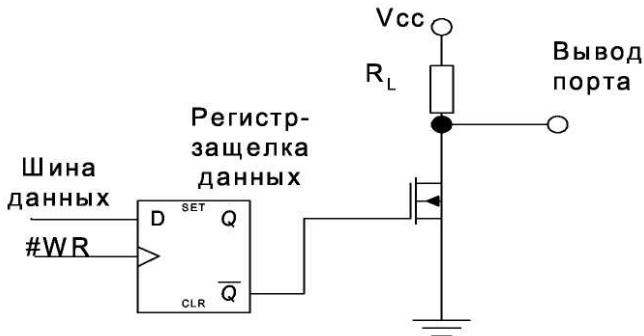 Vcc
Вывод
порта
R_L
Регистр-
защелка
данных
Шина
данных
D
SET
Q
#WR
Q̅
CLR